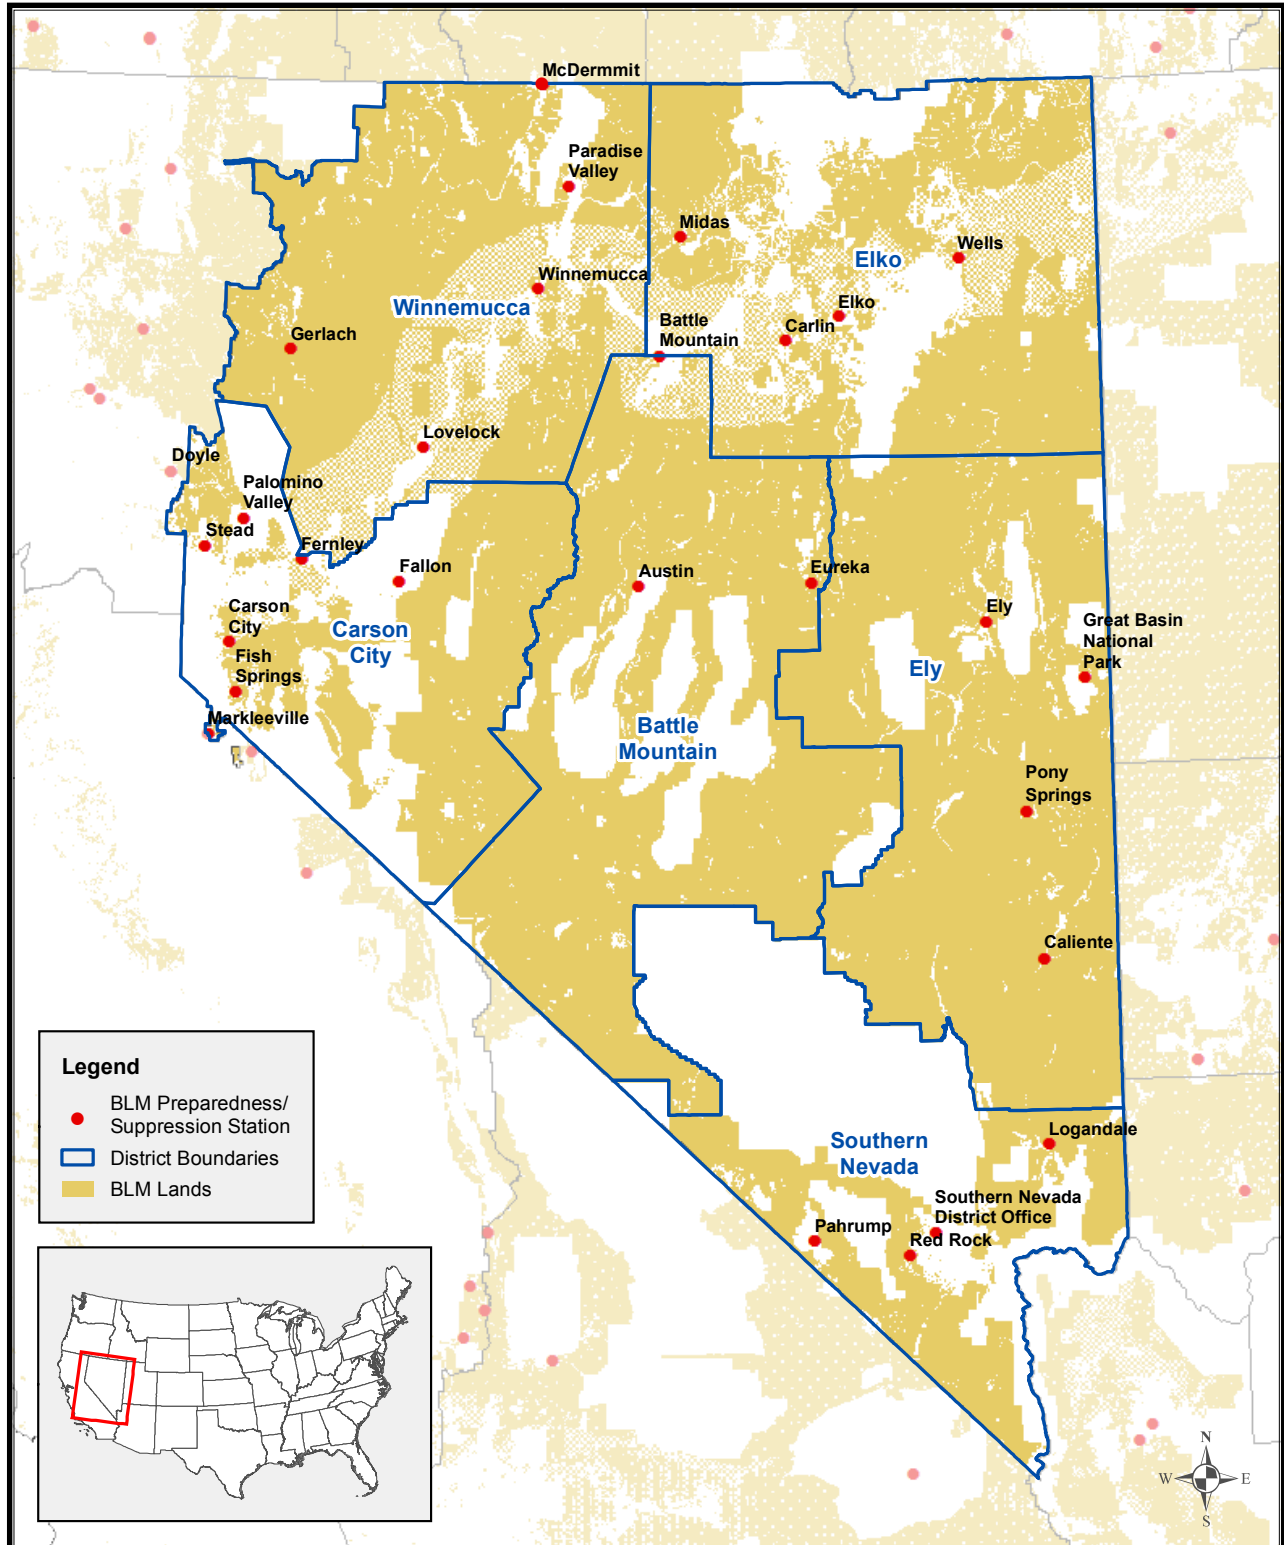 McDermmit
Paradise
Valley
Midas
Wells
Elko
Winnemucca
Winnemucca
Elko
Battle
Mountain
Carlin
Gerlach
Lovelock
Doyle
Palomino
Valley
Stead
Fernley
Fallon
Austin
Eureka
Carson
City
Carson
City
Ely
Great Basin
National
Park
Fish
Springs
Ely
Markleeville
Battle
Mountain
Pony
Springs
Caliente
Legend
BLM Preparedness/
Suppression Station
District Boundaries
BLM Lands
Southern
Nevada
Logandale
Southern Nevada
District Office
Pahrump
Red Rock
N
W
E
S